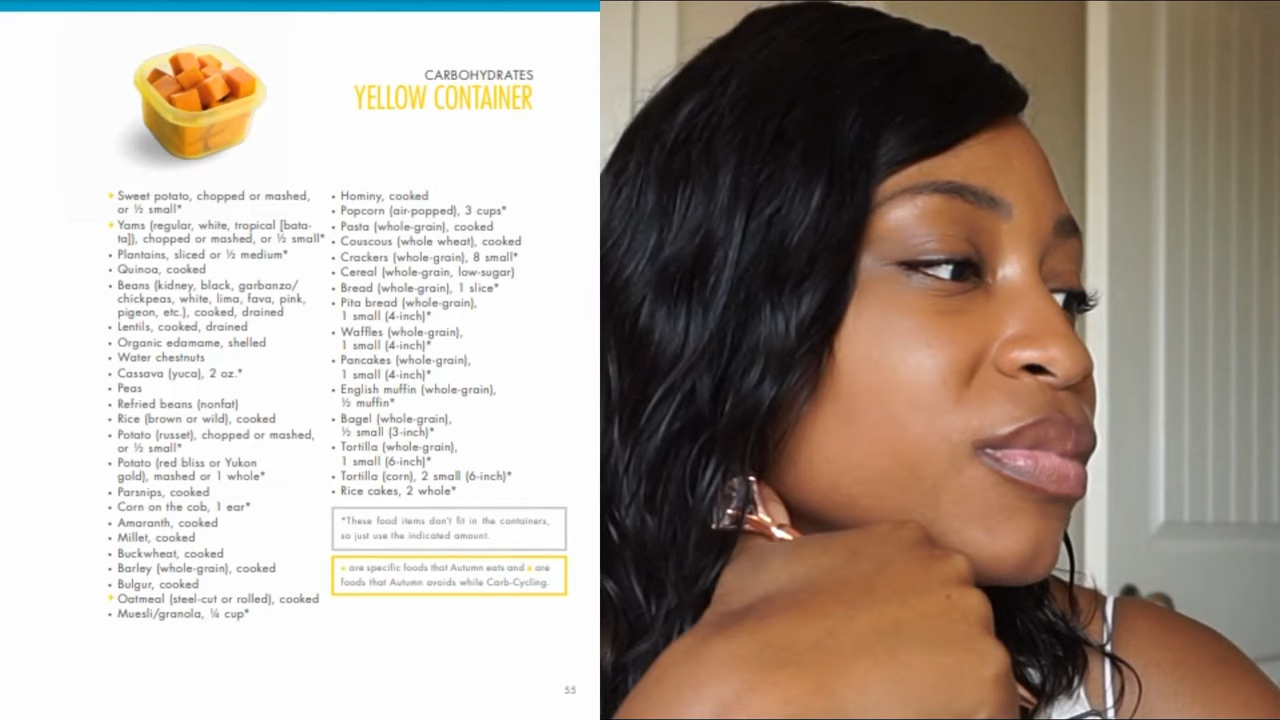 CARBOHYDRATES
YELLOW CONTAINER
Sweet potato, chopped or mashed,
or ½ small*
Yams (regular, white, tropical [bata-
ta]), chopped or mashed, or ½ small*
• Plantains, sliced or ½ medium*
• Quinoa, cooked
• Beans (kidney, black, garbanzo/
chickpeas, white, lima, fava, pink,
pigeon, etc.), cooked, drained
• Lentils, cooked, drained
• Organic edamame, shelled
• Water chestnuts
• Cassava (yuca), 2 oz.*
• Peas
• Refried beans (nonfat)
• Rice (brown or wild), cooked
• Potato (russet), chopped or mashed,
or ½ small*
• Potato (red bliss or Yukon
gold), mashed or 1 whole*
• Parsnips, cooked
• Corn on the cob, 1 ear*
• Amaranth, cooked
• Millet, cooked
• Buckwheat, cooked
• Barley (whole-grain), cooked
• Bulgur, cooked
Oatmeal (steel-cut or rolled), cooked
• Muesli/granola, ¼ cup*
• Hominy, cooked
• Popcorn (air-popped), 3 cups*
• Pasta (whole-grain), cooked
• Couscous (whole wheat), cooked
• Crackers (whole-grain), 8 small*
• Cereal (whole-grain, low-sugar)
• Bread (whole-grain), 1 slice*
• Pita bread (whole-grain),
1 small (4-inch)*
• Waffles (whole-grain),
1 small (4-inch)*
• Pancakes (whole-grain),
1 small (4-inch)*
• English muffin (whole-grain),
½ muffin*
• Bagel (whole-grain),
½ small (3-inch)*
• Tortilla (whole-grain),
1 small (6-inch)*
• Tortilla (corn), 2 small (6-inch)*
• Rice cakes, 2 whole*
*These food items don't fit in the containers,
so just use the indicated amount.
are specific foods that Autumn eats and are
foods that Autumn avoids while Carb-Cycling.
55